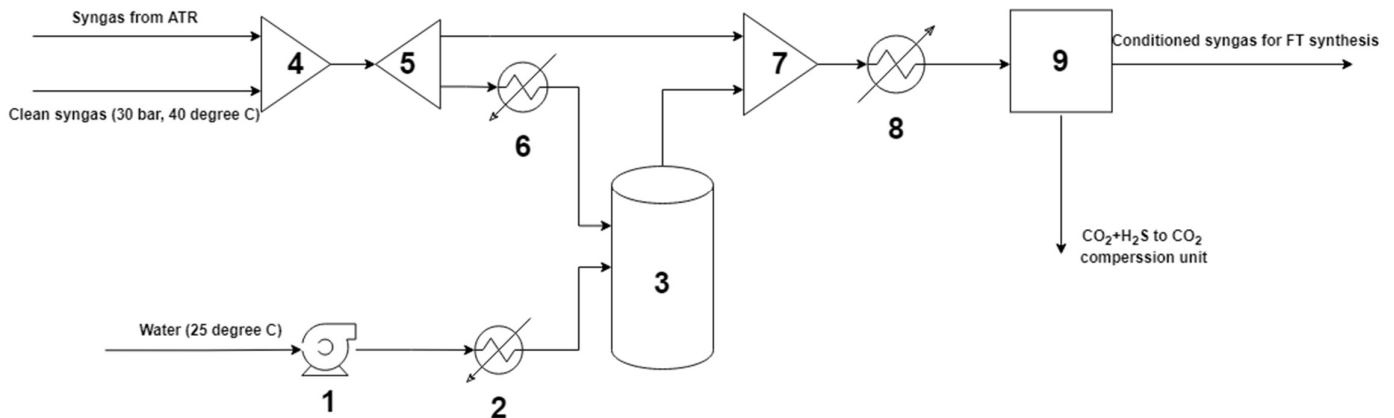 Syngas from ATR
4
5
7
9
Conditioned syngas for FT synthesis
Clean syngas (30 bar, 40 degree C)
6
8
CO₂+H₂S to CO₂
comperssion unit
3
Water (25 degree C)
1
2